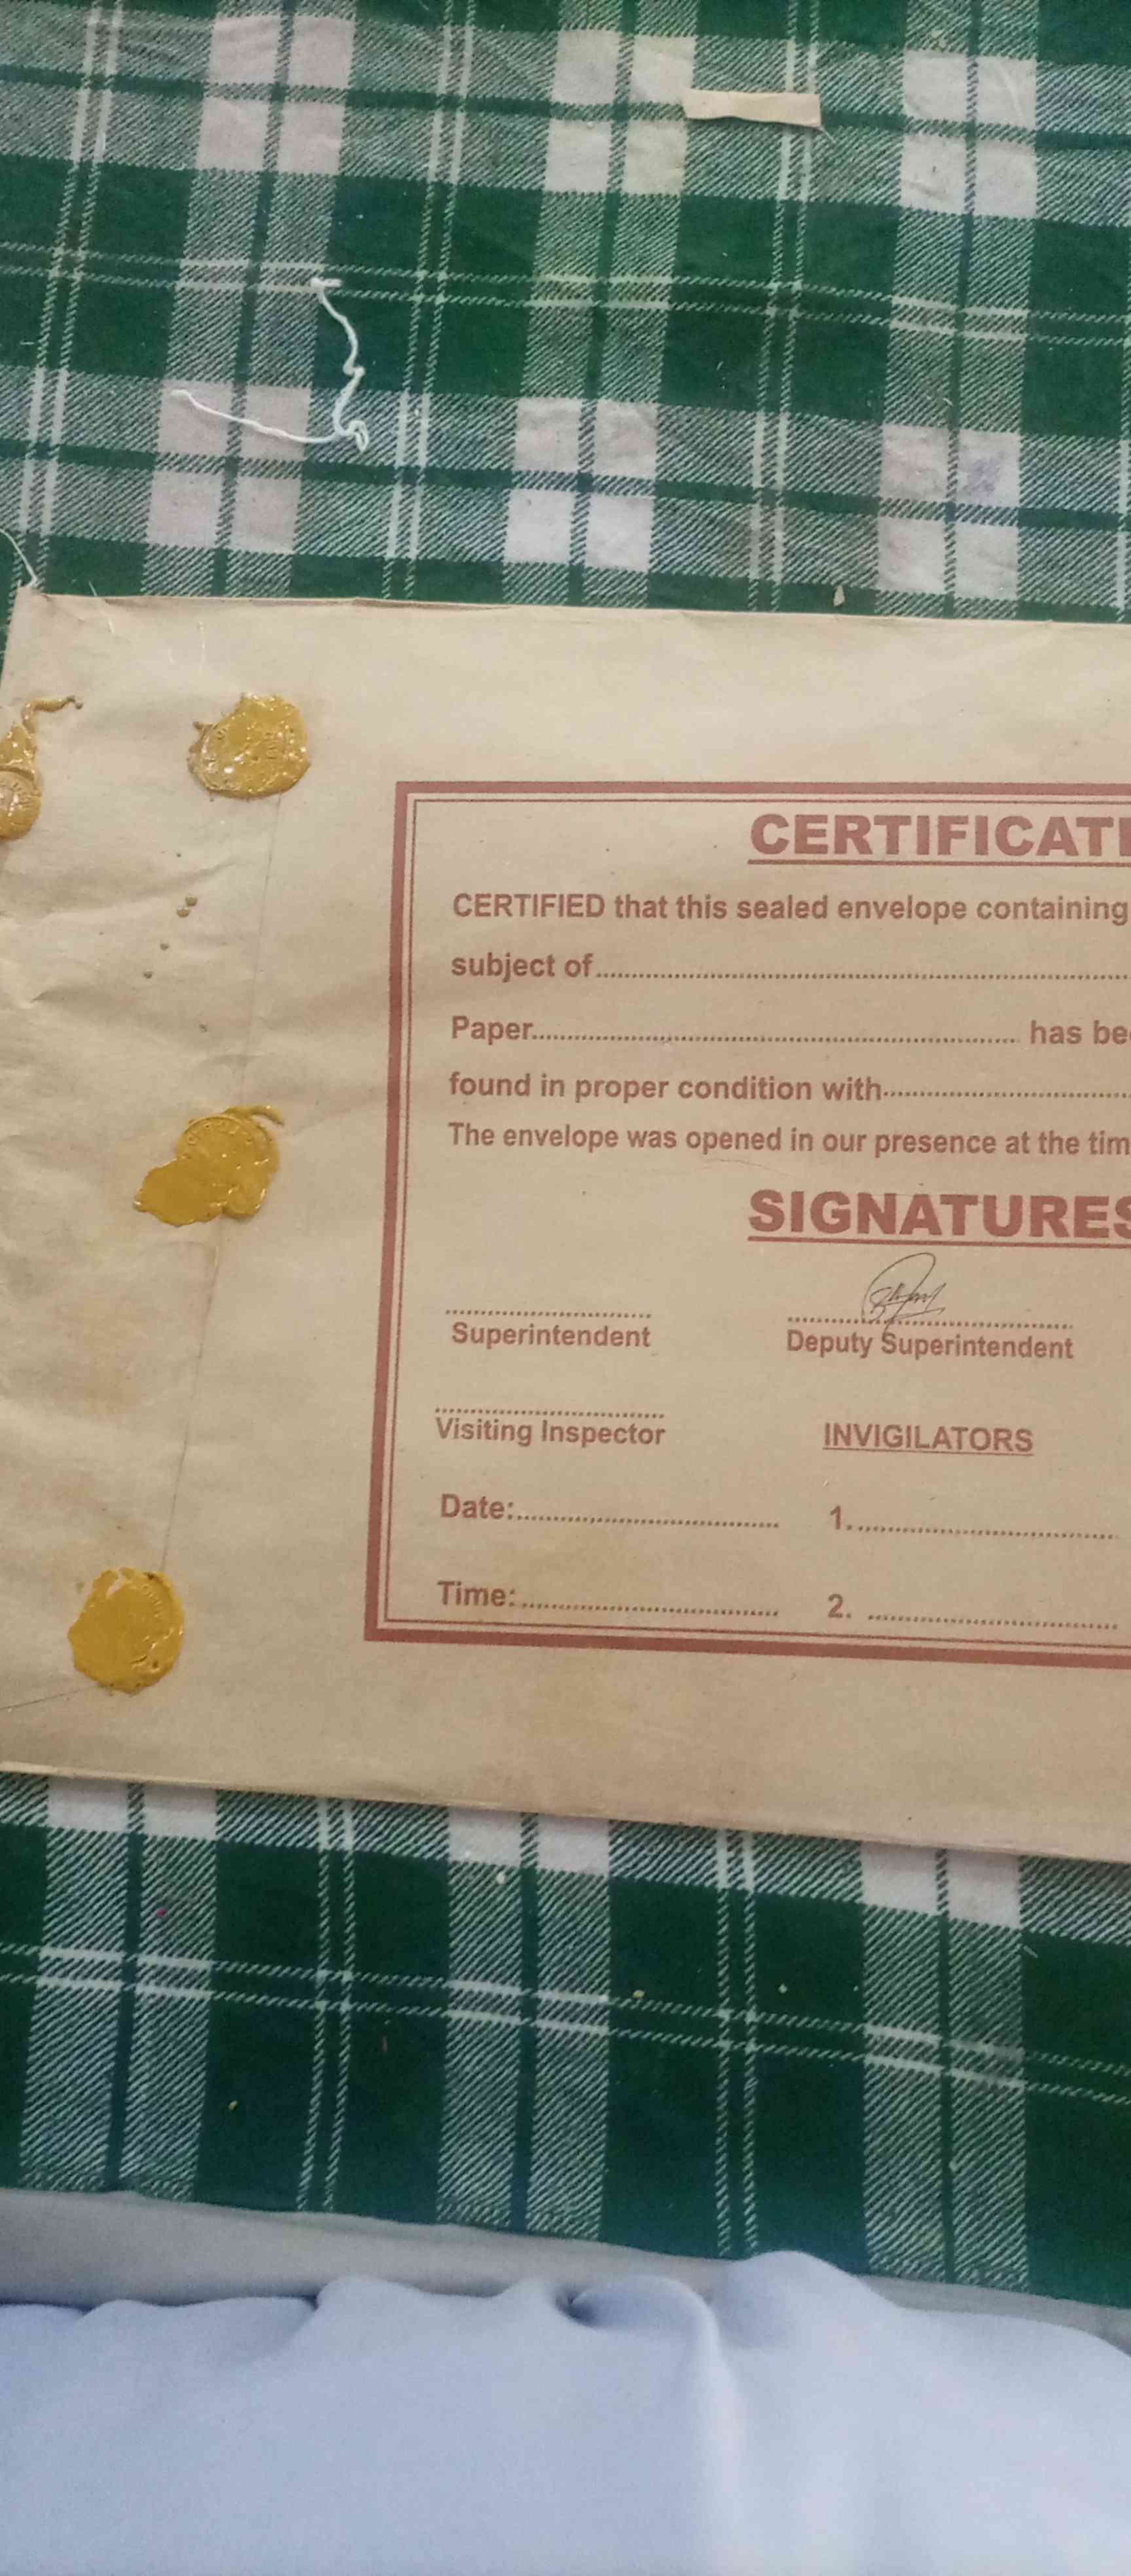 CERTIFICAT
CERTIFIED that this sealed envelope containing
subject of
Paper has be
found in proper condition with
The envelope was opened in our presence at the tim
SIGNATURES
Superintendent Deputy Superintendent
Visiting Inspector INVIGILATORS
Date: 1.
Time: 2.